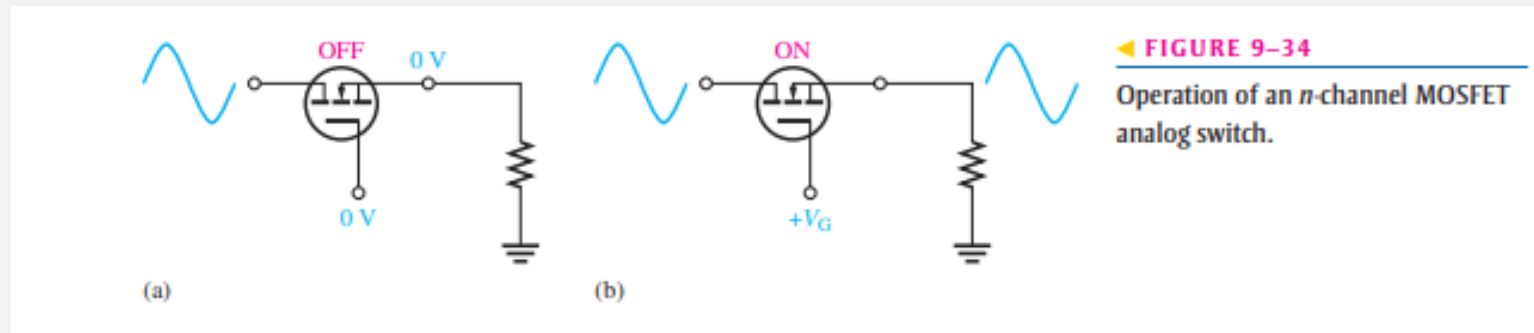 OFF
0 V
0 V
(a)
ON
+VG
(b)
◀ FIGURE 9–34
Operation of an n-channel MOSFET
analog switch.